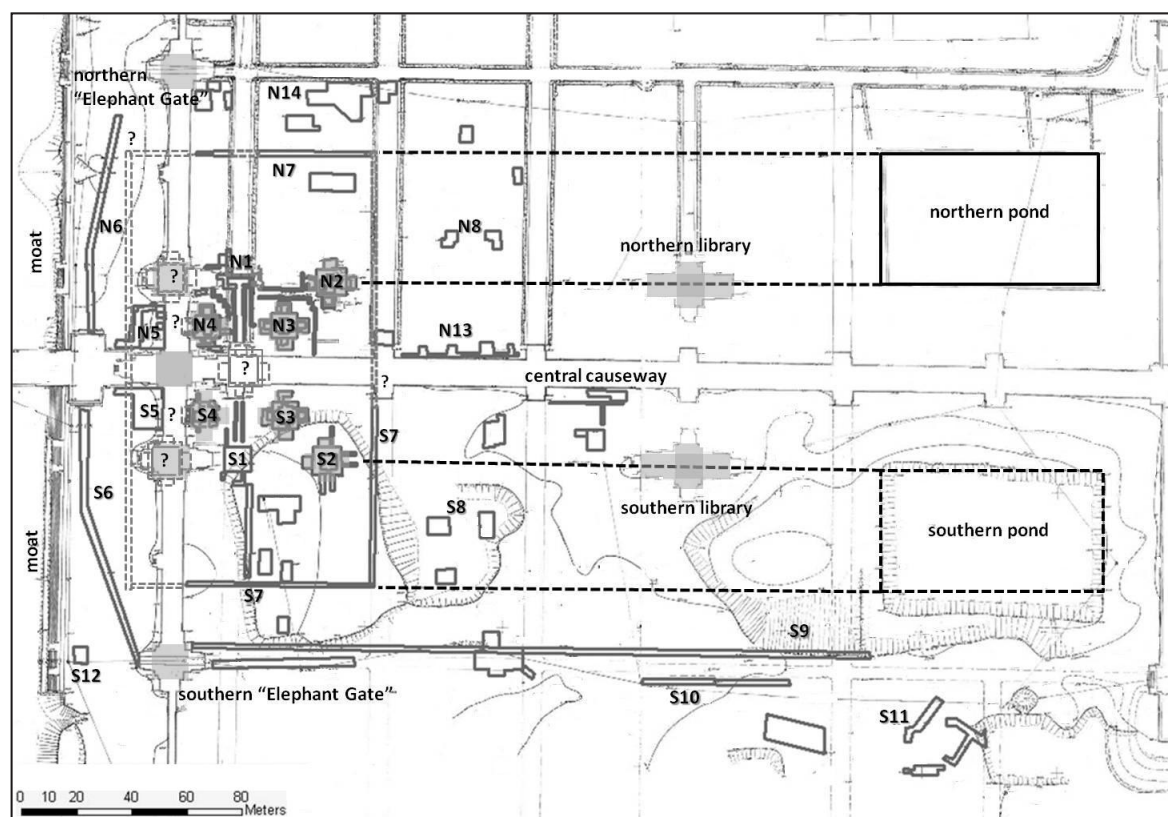 northern
“Elephant Gate”
N14
?
N7
N6
moat
N8
northern pond
northern library
N1
?
N2
N5
?
N4
N3
N13
?
?
central causeway
S5
?
S4
S3
S7
?
S1
S2
S6
S8
southern library
southern pond
moat
S7
S9
S12
southern “Elephant Gate”
S10
S11
0 10 20 40 60 80
Meters